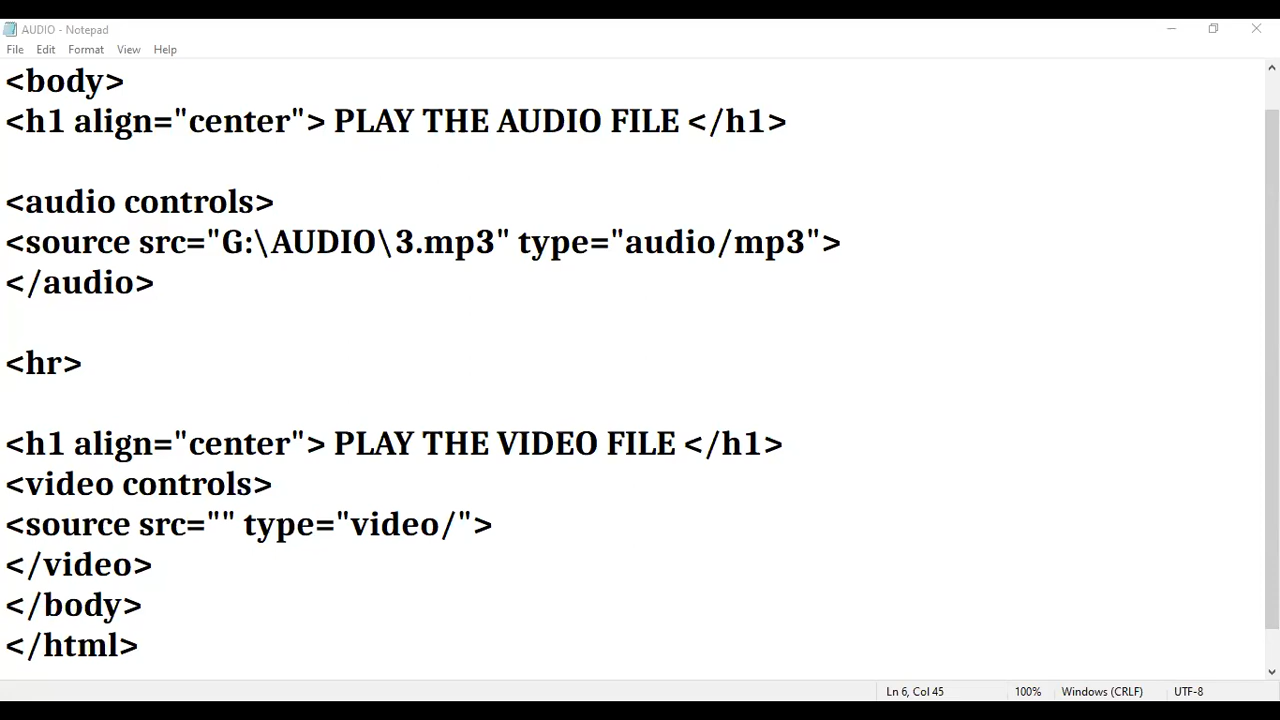 AUDIO - Notepad
File Edit Format View Help
<body>
<h1 align="center"> PLAY THE AUDIO FILE </h1>
<audio controls>
<source src="G:\AUDIO\3.mp3" type="audio/mp3">
</audio>
<hr>
<h1 align="center"> PLAY THE VIDEO FILE </h1>
<video controls>
<source src="" type="video/">
</video>
</body>
</html>
Ln 6, Col 45 100% Windows (CRLF) UTF-8